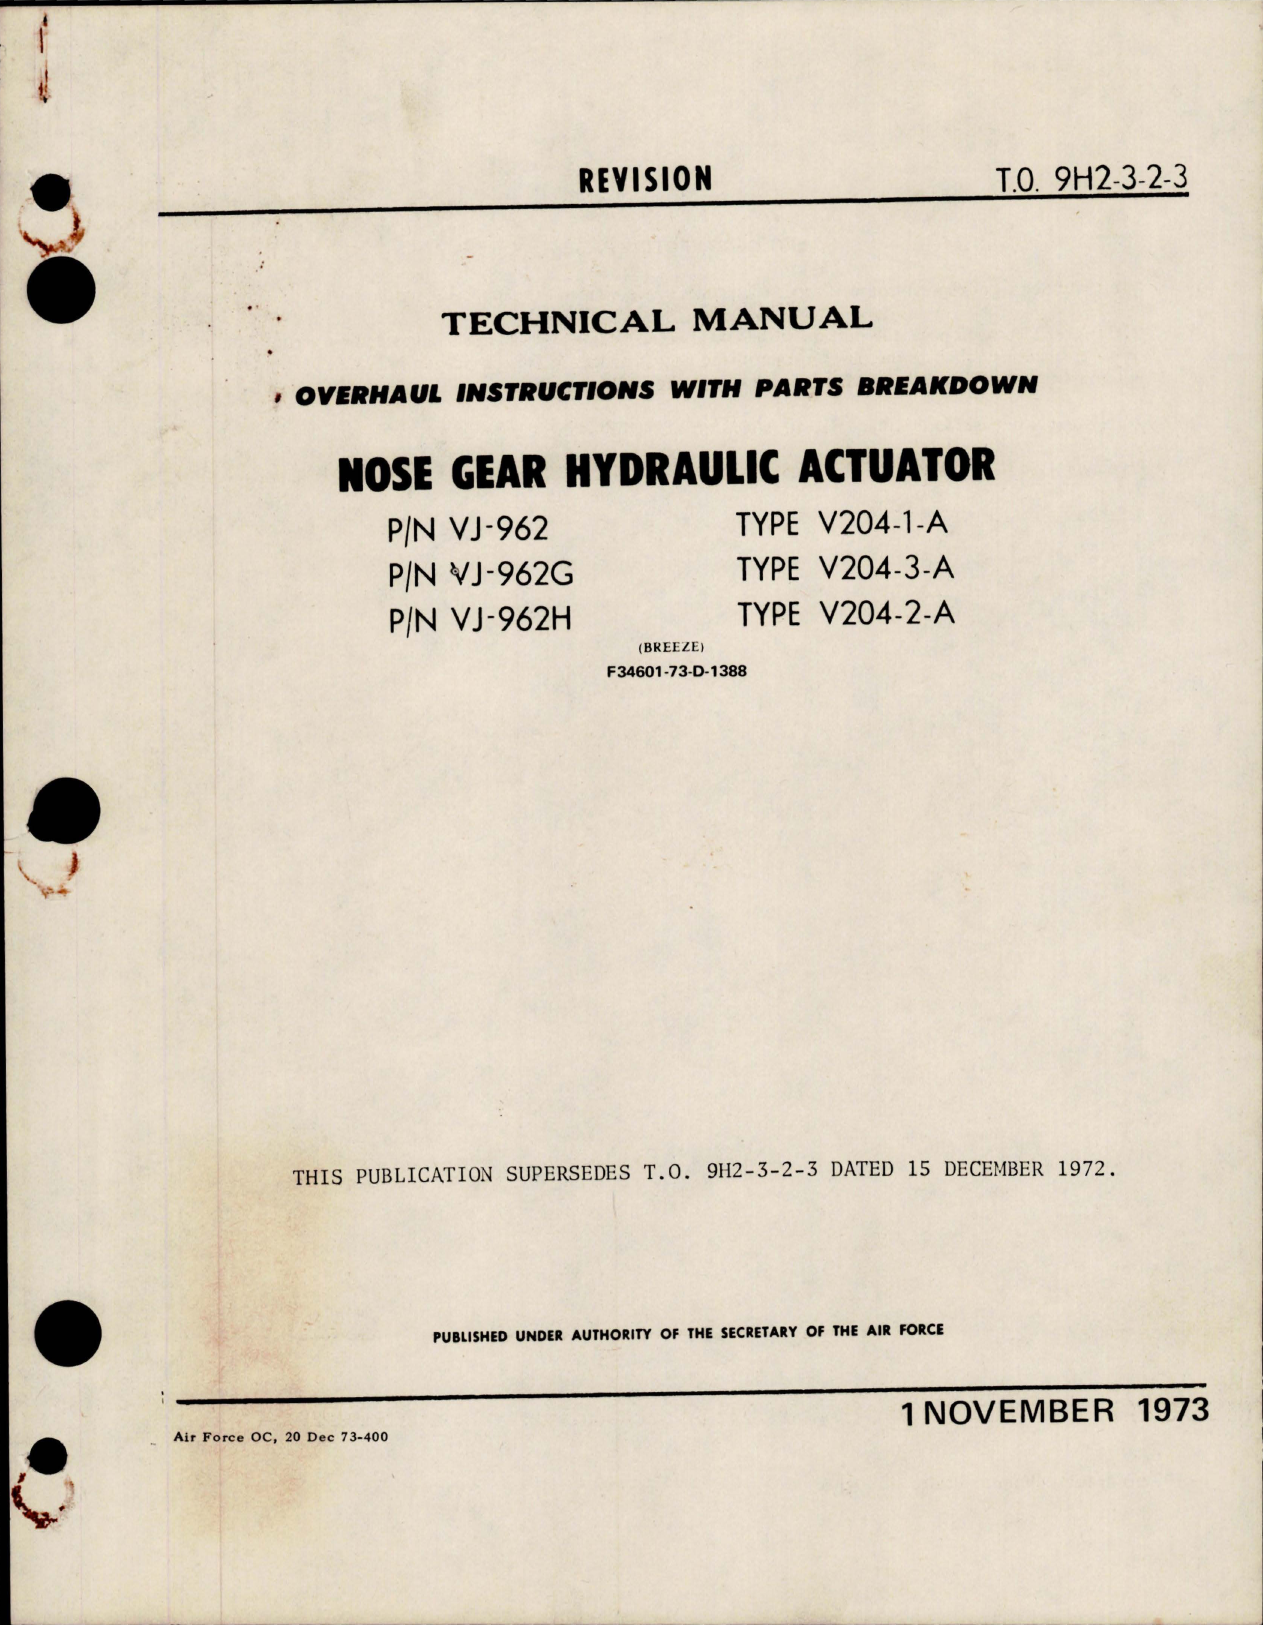 REVISION T.O. 9H2-3-2-3
TECHNICAL MANUAL
OVERHAUL INSTRUCTIONS WITH PARTS BREAKDOWN
NOSE GEAR HYDRAULIC ACTUATOR
P/N VJ-962 TYPE V204-1-A
P/N VJ-962G TYPE V204-3-A
P/N VJ-962H TYPE V204-2-A
(BREEZE)
F34601-73-D-1388
THIS PUBLICATION SUPERSEDES T.O. 9H2-3-2-3 DATED 15 DECEMBER 1972.
PUBLISHED UNDER AUTHORITY OF THE SECRETARY OF THE AIR FORCE
1 NOVEMBER 1973
Air Force OC, 20 Dec 73-400